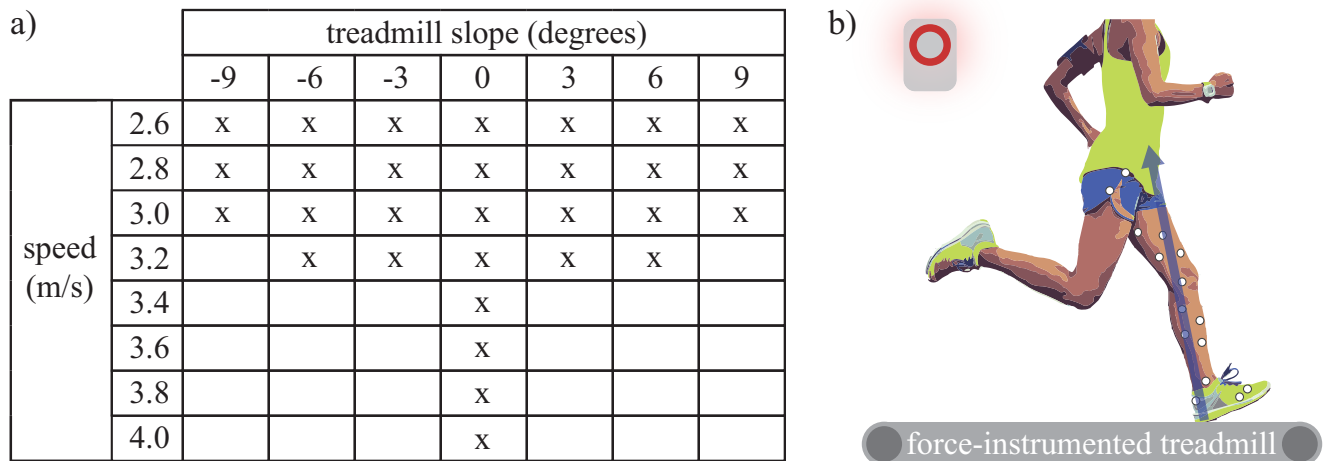 a)
treadmill slope (degrees)
-9 -6 -3 0 3 6 9
speed
(m/s)
2.6 x x x x x x x
2.8 x x x x x x x
3.0 x x x x x x x
3.2 x x x x x
3.4 x
3.6 x
3.8 x
4.0 x
b)
force-instrumented treadmill